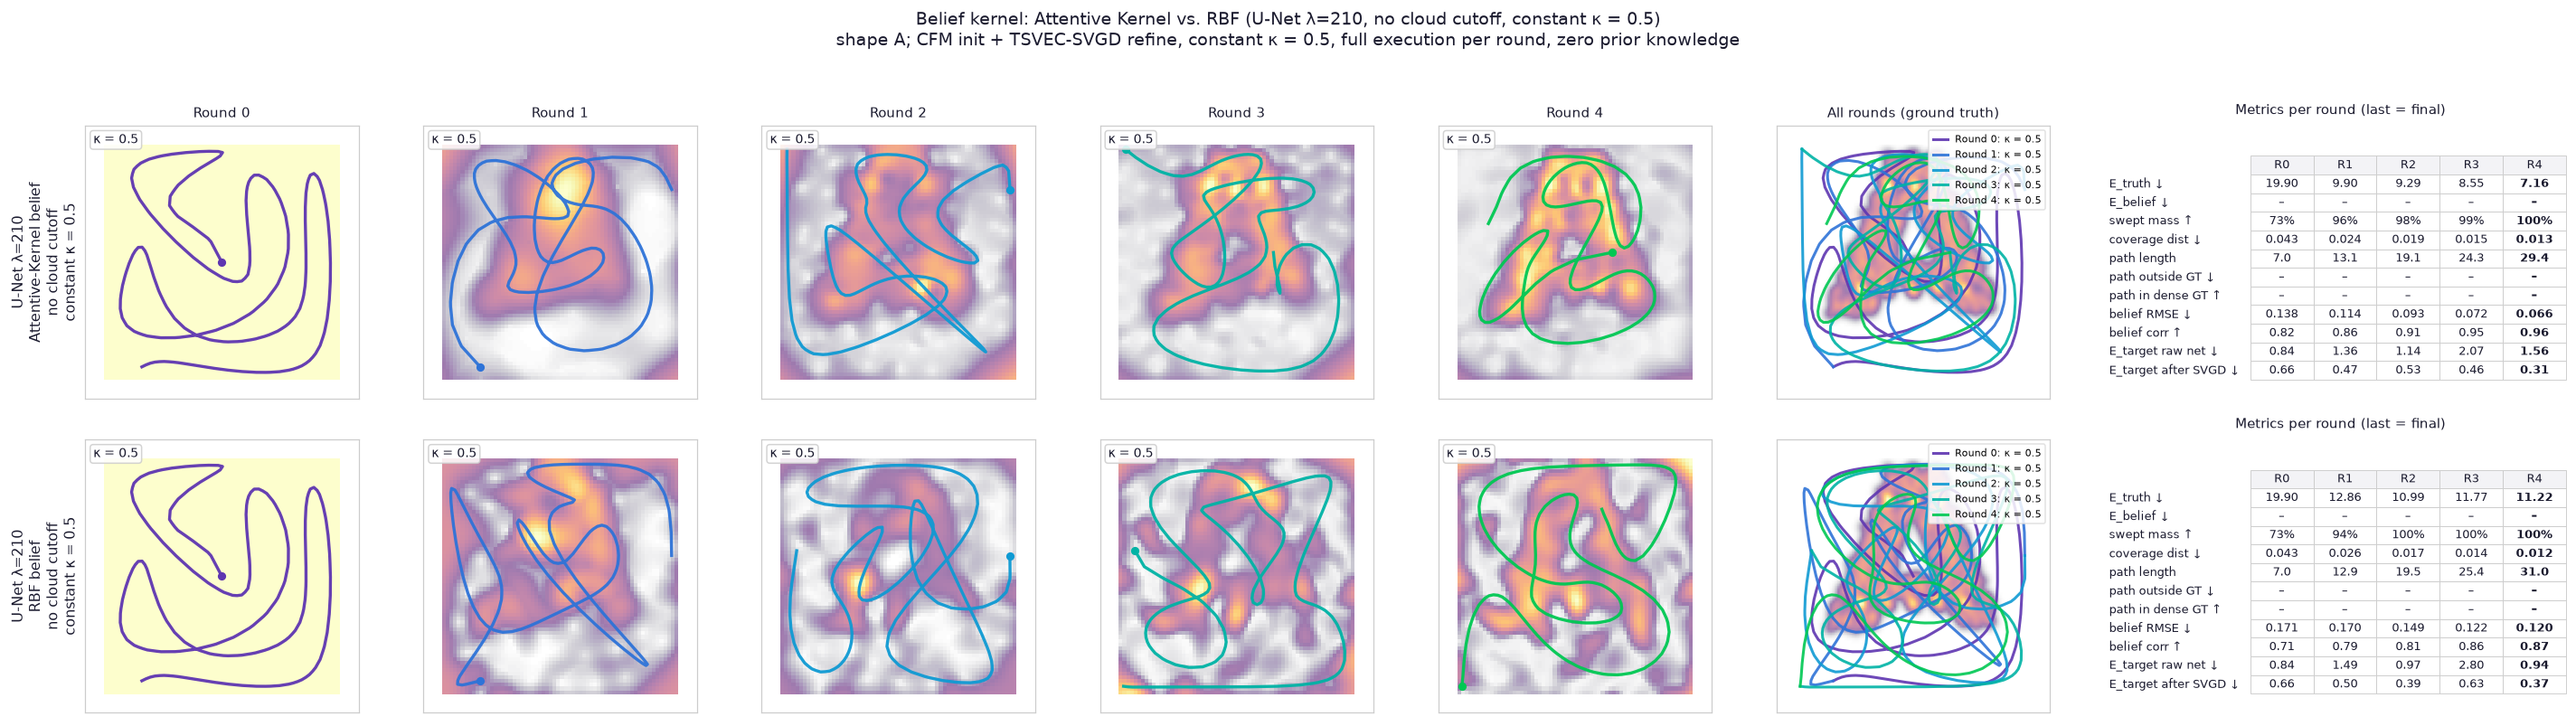 Belief kernel: Attentive Kernel vs. RBF (U-Net λ=210, no cloud cutoff, constant κ = 0.5)
shape A; CFM init + TSVEC-SVGD refine, constant κ = 0.5, full execution per round, zero prior knowledge
Round 0
Round 1
Round 2
Round 3
Round 4
All rounds (ground truth)
Metrics per round (last = final)
U-Net λ=210
Attentive-Kernel belief
no cloud cutoff
constant κ = 0.5
κ = 0.5
κ = 0.5
κ = 0.5
κ = 0.5
κ = 0.5
Round 0: κ = 0.5
Round 1: κ = 0.5
Round 2: κ = 0.5
Round 3: κ = 0.5
Round 4: κ = 0.5
R0 R1 R2 R3 R4
E_truth ↓ 19.90 9.90 9.29 8.55 7.16
E_belief ↓ – – – – –
swept mass ↑ 73% 96% 98% 99% 100%
coverage dist ↓ 0.043 0.024 0.019 0.015 0.013
path length 7.0 13.1 19.1 24.3 29.4
path outside GT ↓ – – – – –
path in dense GT ↑ – – – – –
belief RMSE ↓ 0.138 0.114 0.093 0.072 0.066
belief corr ↑ 0.82 0.86 0.91 0.95 0.96
E_target raw net ↓ 0.84 1.36 1.14 2.07 1.56
E_target after SVGD ↓ 0.66 0.47 0.53 0.46 0.31
Metrics per round (last = final)
U-Net λ=210
RBF belief
no cloud cutoff
constant κ = 0.5
κ = 0.5
κ = 0.5
κ = 0.5
κ = 0.5
κ = 0.5
Round 0: κ = 0.5
Round 1: κ = 0.5
Round 2: κ = 0.5
Round 3: κ = 0.5
Round 4: κ = 0.5
R0 R1 R2 R3 R4
E_truth ↓ 19.90 12.86 10.99 11.77 11.22
E_belief ↓ – – – – –
swept mass ↑ 73% 94% 100% 100% 100%
coverage dist ↓ 0.043 0.026 0.017 0.014 0.012
path length 7.0 12.9 19.5 25.4 31.0
path outside GT ↓ – – – – –
path in dense GT ↑ – – – – –
belief RMSE ↓ 0.171 0.170 0.149 0.122 0.120
belief corr ↑ 0.71 0.79 0.81 0.86 0.87
E_target raw net ↓ 0.84 1.49 0.97 2.80 0.94
E_target after SVGD ↓ 0.66 0.50 0.39 0.63 0.37